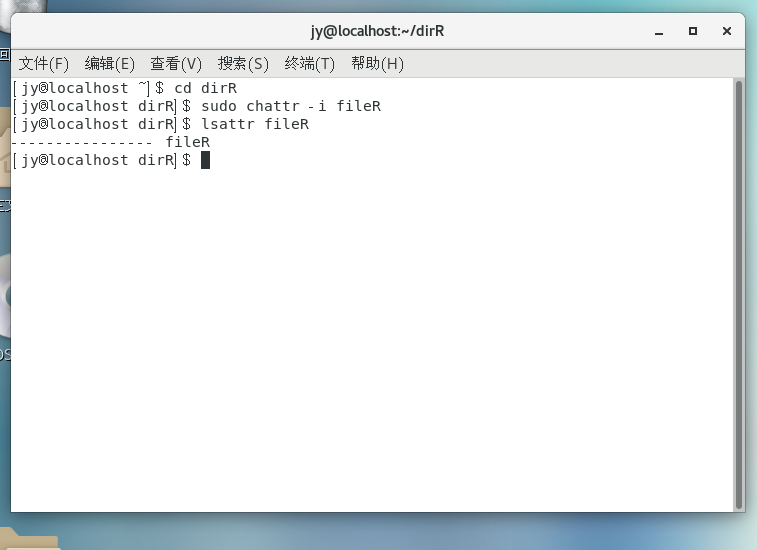 jy@localhost:~/dirR
文件(F) 编辑(E) 查看(V) 搜索(S) 终端(T) 帮助(H)
[jy@localhost ~]$ cd dirR
[jy@localhost dirR]$ sudo chattr -i fileR
[jy@localhost dirR]$ lsattr fileR
---------------- fileR
[jy@localhost dirR]$